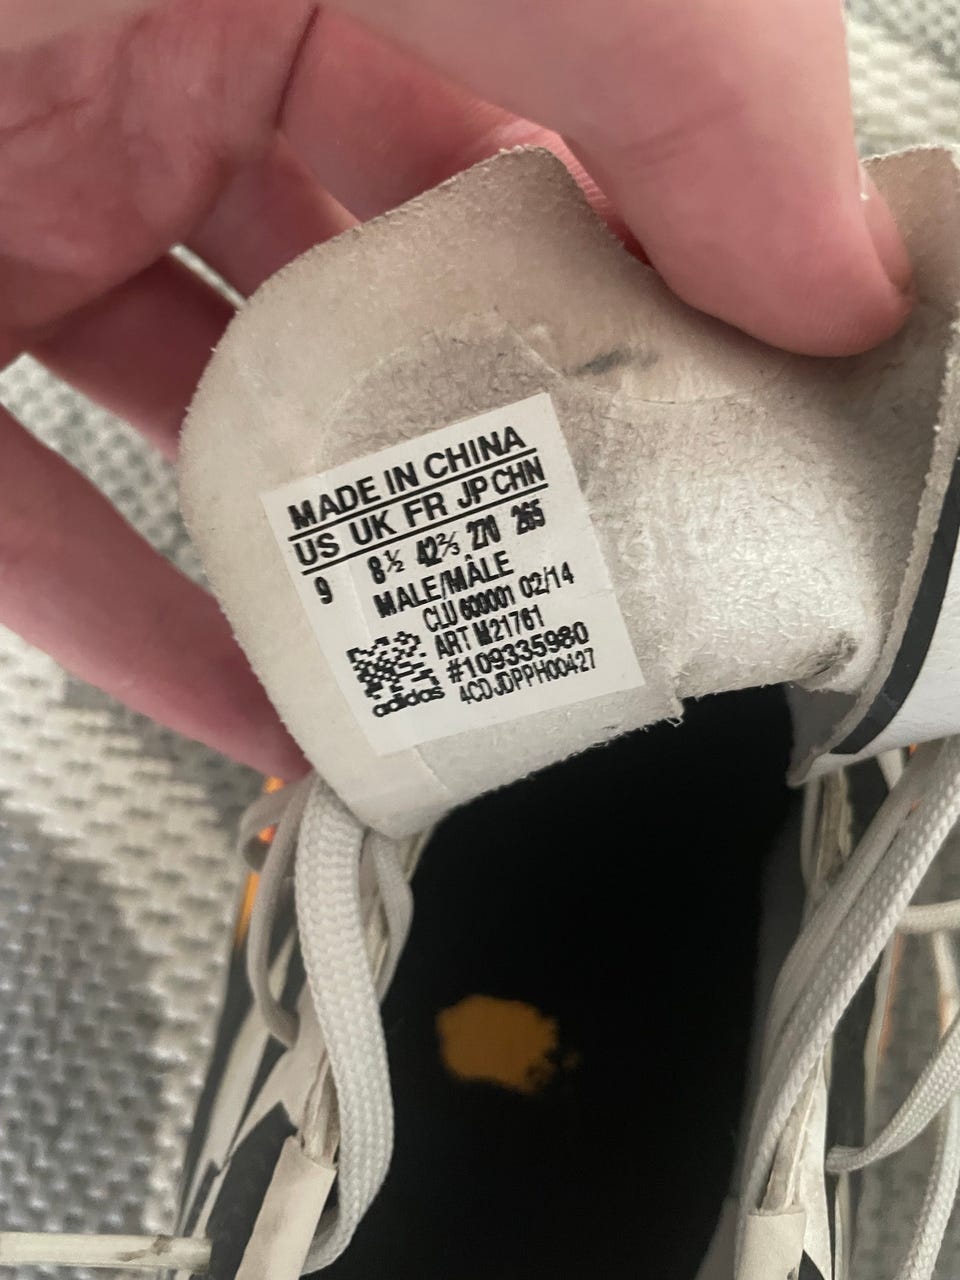 MADE IN CHINA
US UK FR JP CHN
9 8½ 42⅔ 270 265
MALE/MÂLE
CLU 600001 02/14
ART M21761
#109335980
4CDJDPPH00427
adidas